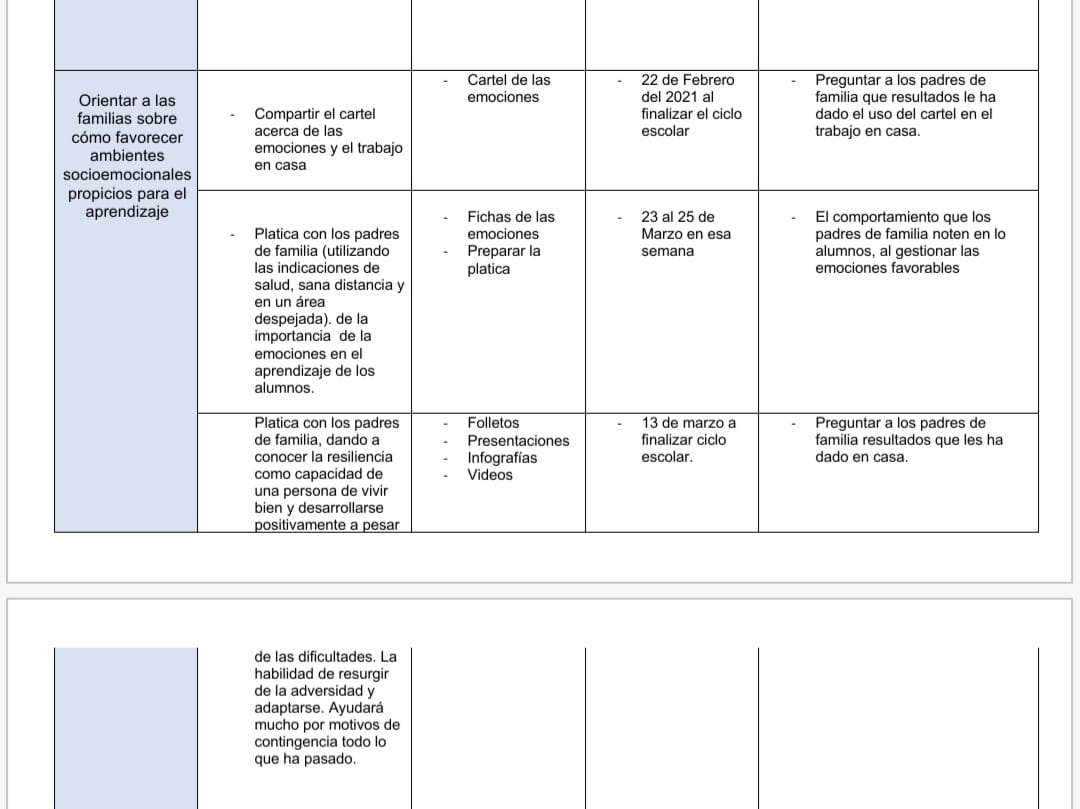 Orientar a las
familias sobre
cómo favorecer
ambientes
socioemocionales
propicios para el
aprendizaje
- Compartir el cartel
acerca de las
emociones y el trabajo
en casa
- Cartel de las
emociones
- 22 de Febrero
del 2021 al
finalizar el ciclo
escolar
- Preguntar a los padres de
familia que resultados le ha
dado el uso del cartel en el
trabajo en casa.
- Platica con los padres
de familia (utilizando
las indicaciones de
salud, sana distancia y
en un área
despejada). de la
importancia de la
emociones en el
aprendizaje de los
alumnos.
- Fichas de las
emociones
- Preparar la
platica
- 23 al 25 de
Marzo en esa
semana
- El comportamiento que los
padres de familia noten en lo
alumnos, al gestionar las
emociones favorables
Platica con los padres
de familia, dando a
conocer la resiliencia
como capacidad de
una persona de vivir
bien y desarrollarse
positivamente a pesar
- Folletos
- Presentaciones
- Infografías
- Videos
- 13 de marzo a
finalizar ciclo
escolar.
- Preguntar a los padres de
familia resultados que les ha
dado en casa.
de las dificultades. La
habilidad de resurgir
de la adversidad y
adaptarse. Ayudará
mucho por motivos de
contingencia todo lo
que ha pasado.